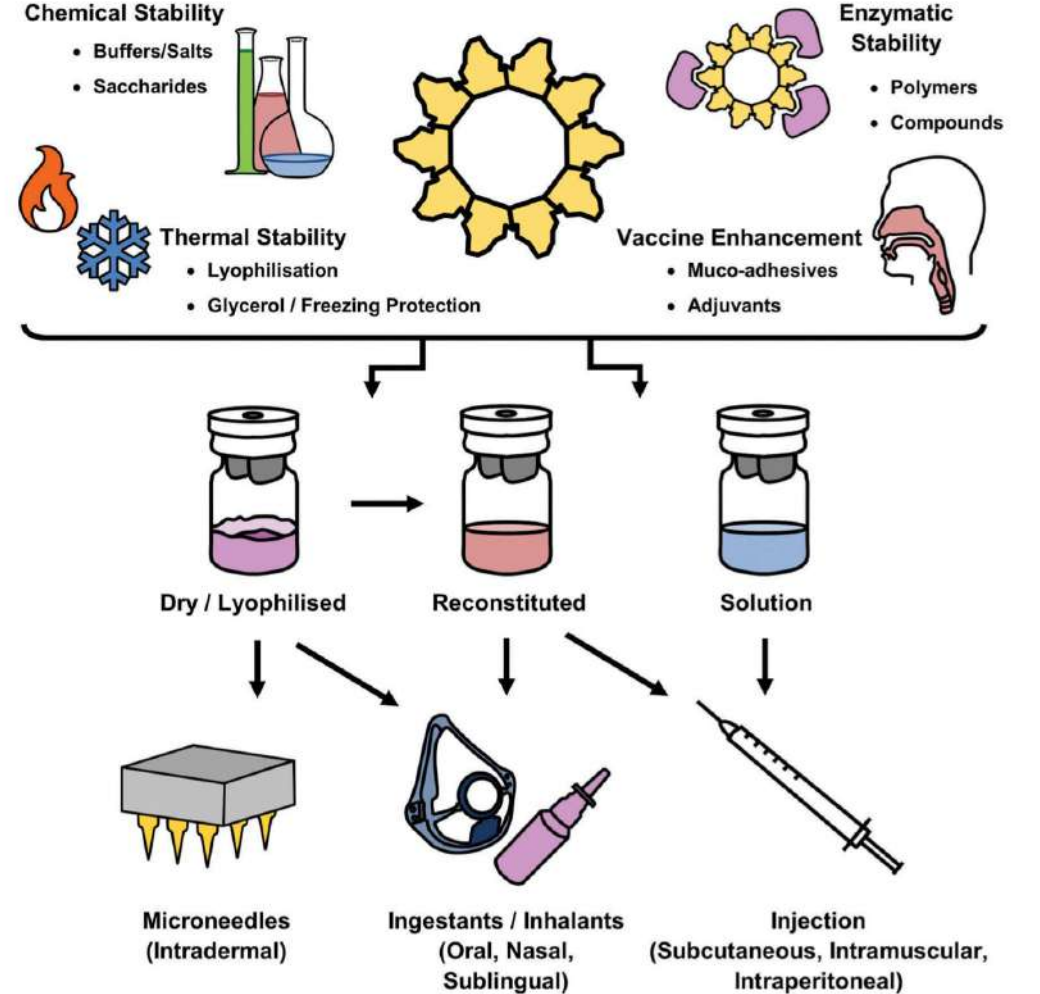 Chemical Stability
• Buffers/Salts
• Saccharides
Enzymatic
Stability
• Polymers
• Compounds
Thermal Stability
• Lyophilisation
• Glycerol / Freezing Protection
Vaccine Enhancement
• Muco-adhesives
• Adjuvants
Dry / Lyophilised
Reconstituted
Solution
Microneedles
(Intradermal)
Ingestants / Inhalants
(Oral, Nasal,
Sublingual)
Injection
(Subcutaneous, Intramuscular,
Intraperitoneal)